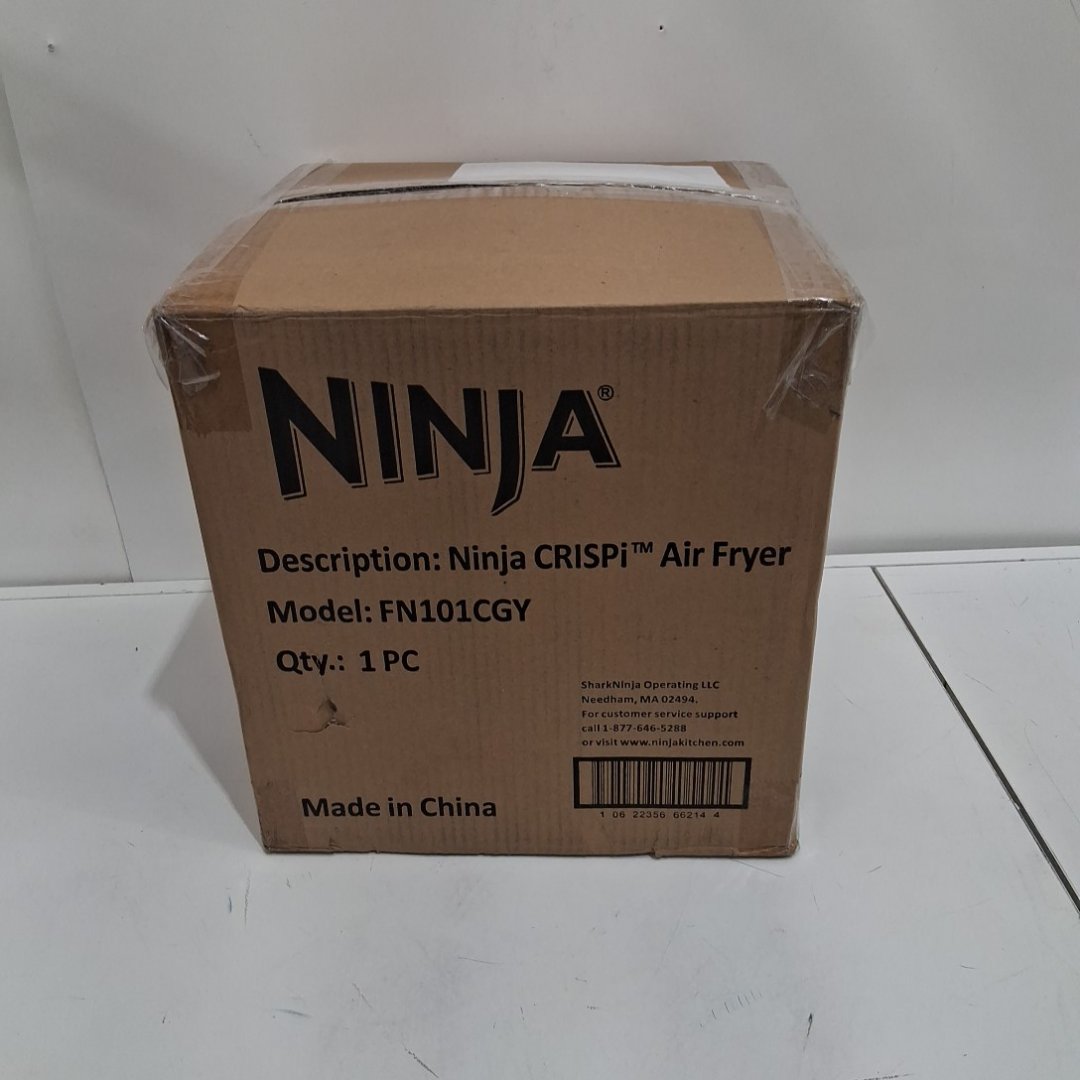 NINJA®
Description: Ninja CRISPi™ Air Fryer
Model: FN101CGY
Qty.: 1 PC
SharkNinja Operating LLC
Needham, MA 02494.
For customer service support
call 1-877-646-5288
or visit www.ninjakitchen.com
Made in China
1 06 22356 66214 4